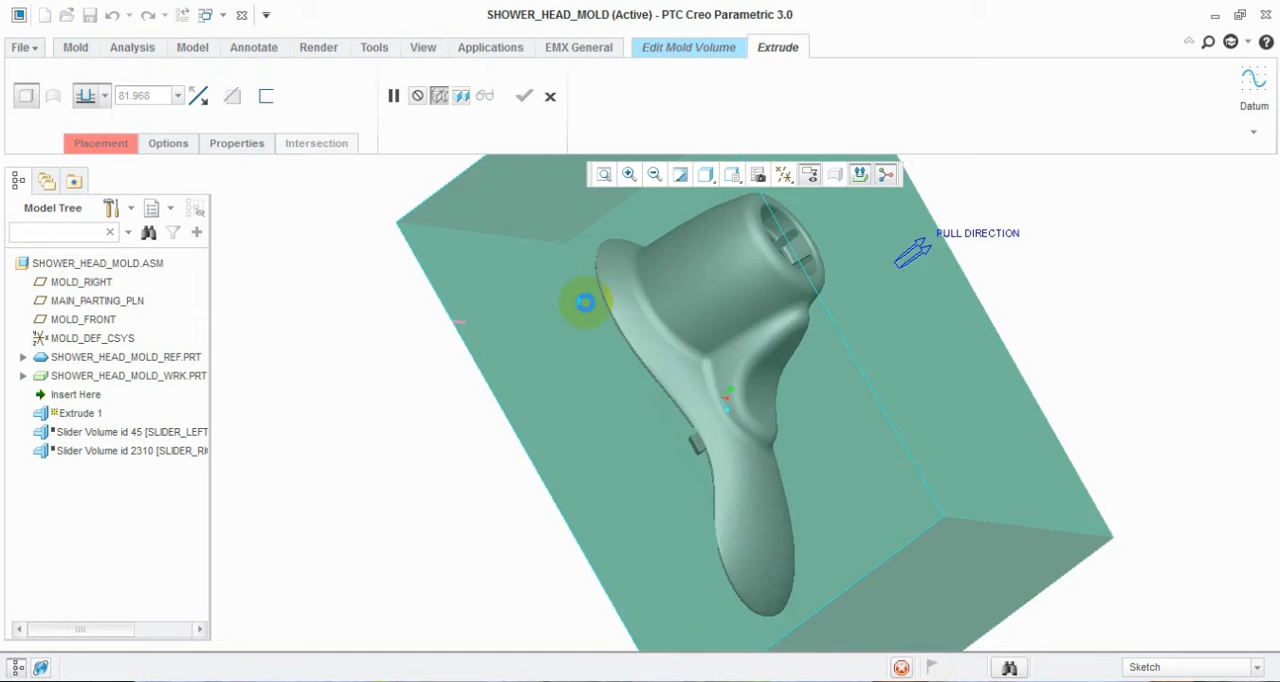 SHOWER_HEAD_MOLD (Active) - PTC Creo Parametric 3.0
File Mold Analysis Model Annotate Render Tools View Applications EMX General Edit Mold Volume Extrude
81.968
Datum
Placement Options Properties Intersection
Model Tree
SHOWER_HEAD_MOLD.ASM
MOLD_RIGHT
MAIN_PARTING_PLN
MOLD_FRONT
MOLD_DEF_CSYS
SHOWER_HEAD_MOLD_REF.PRT
SHOWER_HEAD_MOLD_WRK.PRT
Insert Here
Extrude 1
Slider Volume id 45 [SLIDER_LEFT
Slider Volume id 2310 [SLIDER_RI
PULL DIRECTION
Sketch